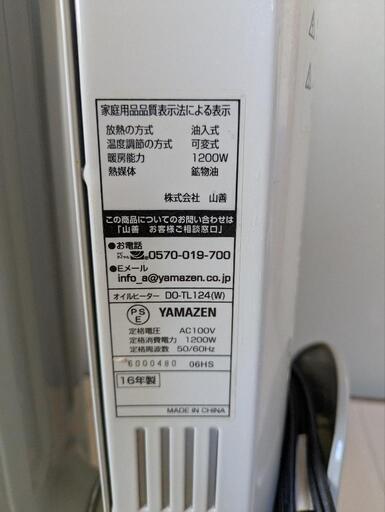 家庭用品品質表示法による表示
放熱の方式 油入式
温度調節の方式 可変式
暖房能力 1200W
熱媒体 鉱物油
株式会社 山善
この商品についてのお問い合わせは
「山善 お客様ご相談窓口」
●お電話
0570-019-700
●Eメール
info_a@yamazen.co.jp
オイルヒーター DO-TL124(W)
PSE YAMAZEN
定格電圧 AC100V
定格消費電力 1200W
定格周波数 50/60Hz
6000480 06HS
16年製
MADE IN CHINA